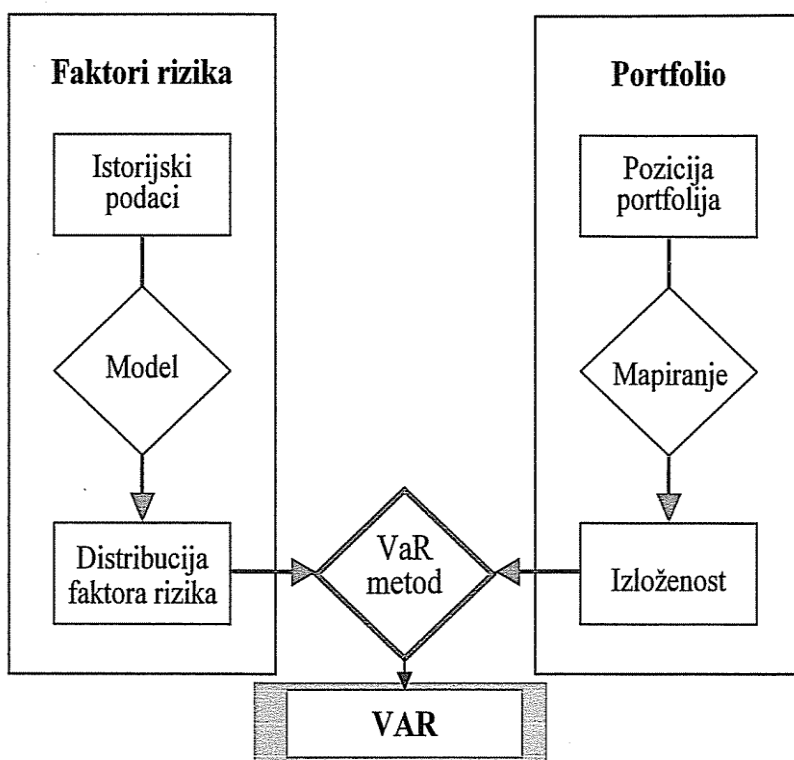 Faktori rizika
Istorijski
podaci
Model
Distribucija
faktora rizika
Portfolio
Pozicija
portfolija
Mapiranje
Izloženost
VaR
metod
VAR